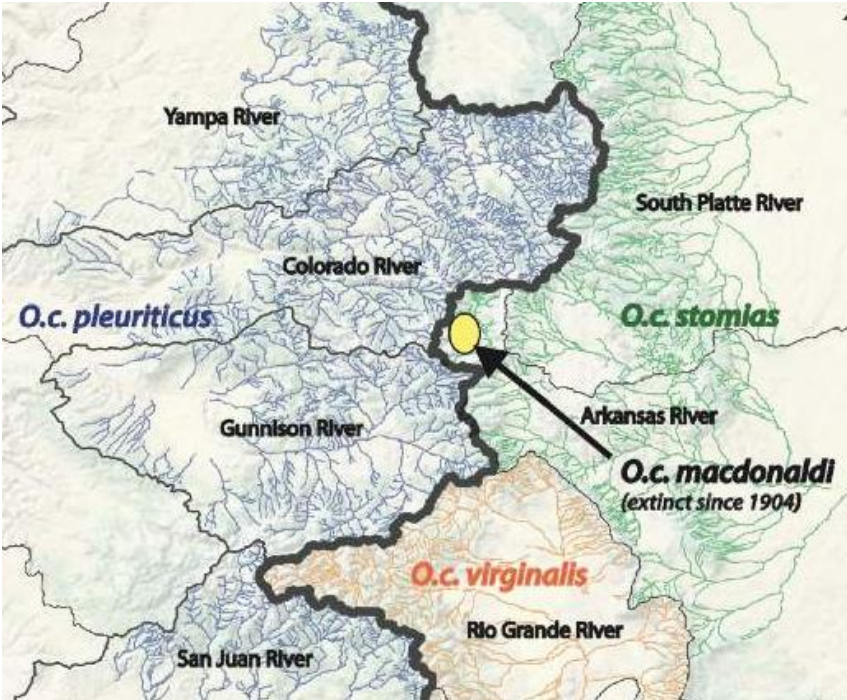 Yampa River
South Platte River
Colorado River
O.c. pleuriticus
O.c. stomias
Arkansas River
Gunnison River
O.c. macdonaldi
(extinct since 1904)
O.c. virginalis
Rio Grande River
San Juan River